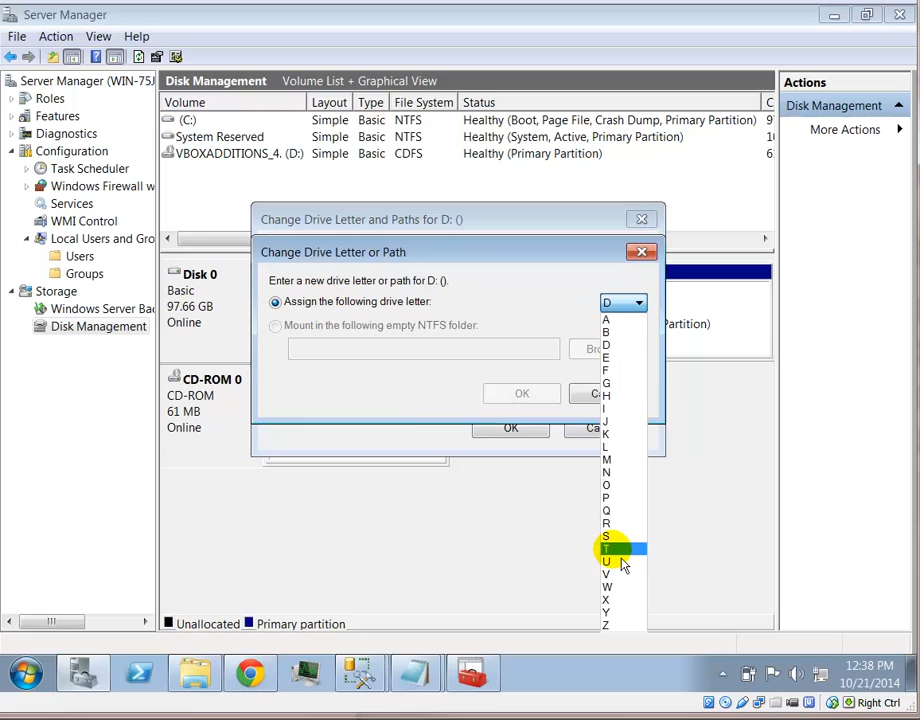 Server Manager
File Action View Help
Server Manager (WIN-75J
Roles
Features
Diagnostics
Configuration
Task Scheduler
Windows Firewall w
Services
WMI Control
Local Users and Gro
Users
Groups
Storage
Windows Server Ba
Disk Management
Disk Management Volume List + Graphical View
Volume Layout Type File System Status C
(C:) Simple Basic NTFS Healthy (Boot, Page File, Crash Dump, Primary Partition)
System Reserved Simple Basic NTFS Healthy (System, Active, Primary Partition)
VBOXADDITIONS_4. (D:) Simple Basic CDFS Healthy (Primary Partition)
Disk 0
Basic
97.66 GB
Online
Partition)
CD-ROM 0
CD-ROM
61 MB
Online
Unallocated Primary partition
Change Drive Letter and Paths for D: ()
OK Ca
Change Drive Letter or Path
Enter a new drive letter or path for D: ().
Assign the following drive letter:
Mount in the following empty NTFS folder:
Bro
OK Ca
D
A
B
D
E
F
G
H
I
J
K
L
M
N
O
P
Q
R
S
T
U
V
W
X
Y
Z
Actions
Disk Management
More Actions
12:38 PM
10/21/2014
Right Ctrl